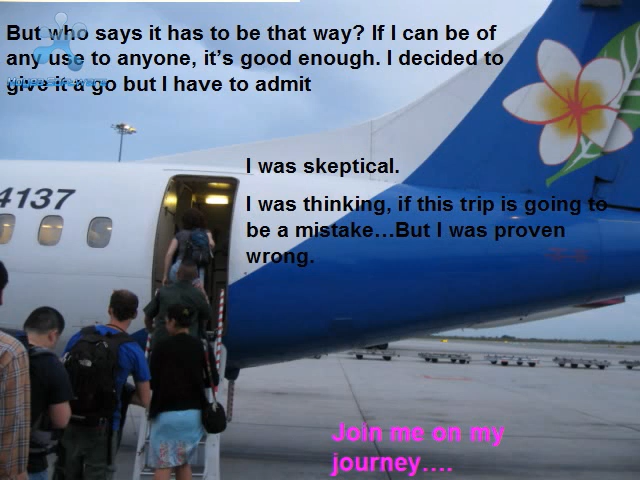 But who says it has to be that way? If I can be of
any use to anyone, it's good enough. I decided to
give it a go but I have to admit
I was skeptical.
I was thinking, if this trip is going to
be a mistake...But I was proven
wrong.
4137
Join me on my
journey....